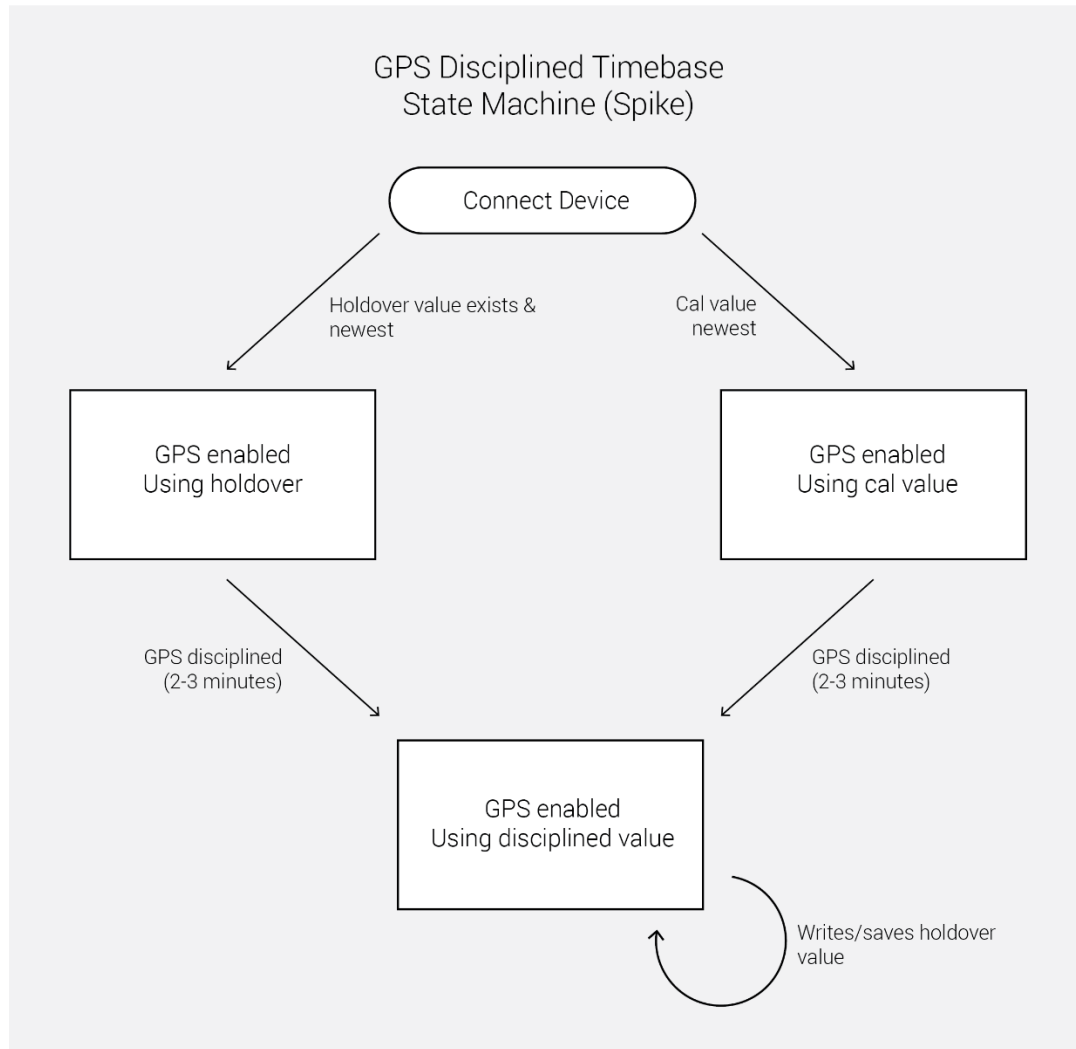 GPS Disciplined Timebase
State Machine (Spike)
Connect Device
Holdover value exists &
newest
Cal value
newest
GPS enabled
Using holdover
GPS enabled
Using cal value
GPS disciplined
(2-3 minutes)
GPS disciplined
(2-3 minutes)
GPS enabled
Using disciplined value
Writes/saves holdover
value